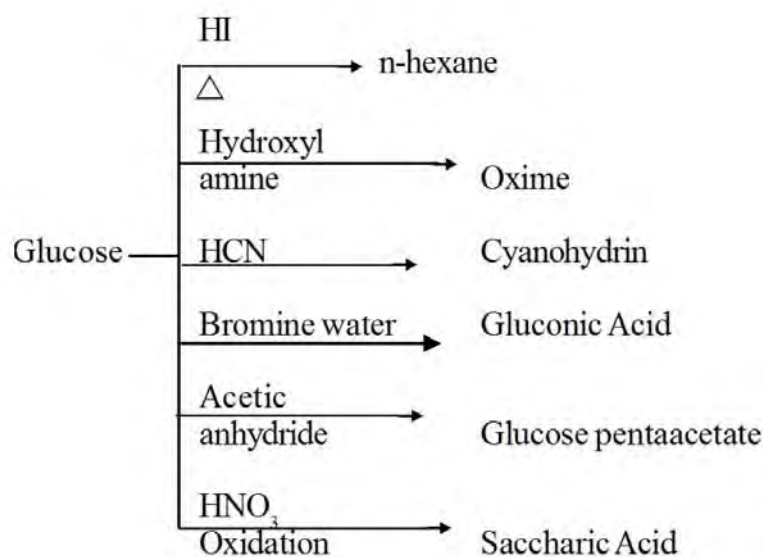 HI
△
n-hexane
Hydroxyl
amine
Oxime
Glucose
HCN
Cyanohydrin
Bromine water
Gluconic Acid
Acetic
anhydride
Glucose pentaacetate
HNO₃
Oxidation
Saccharic Acid